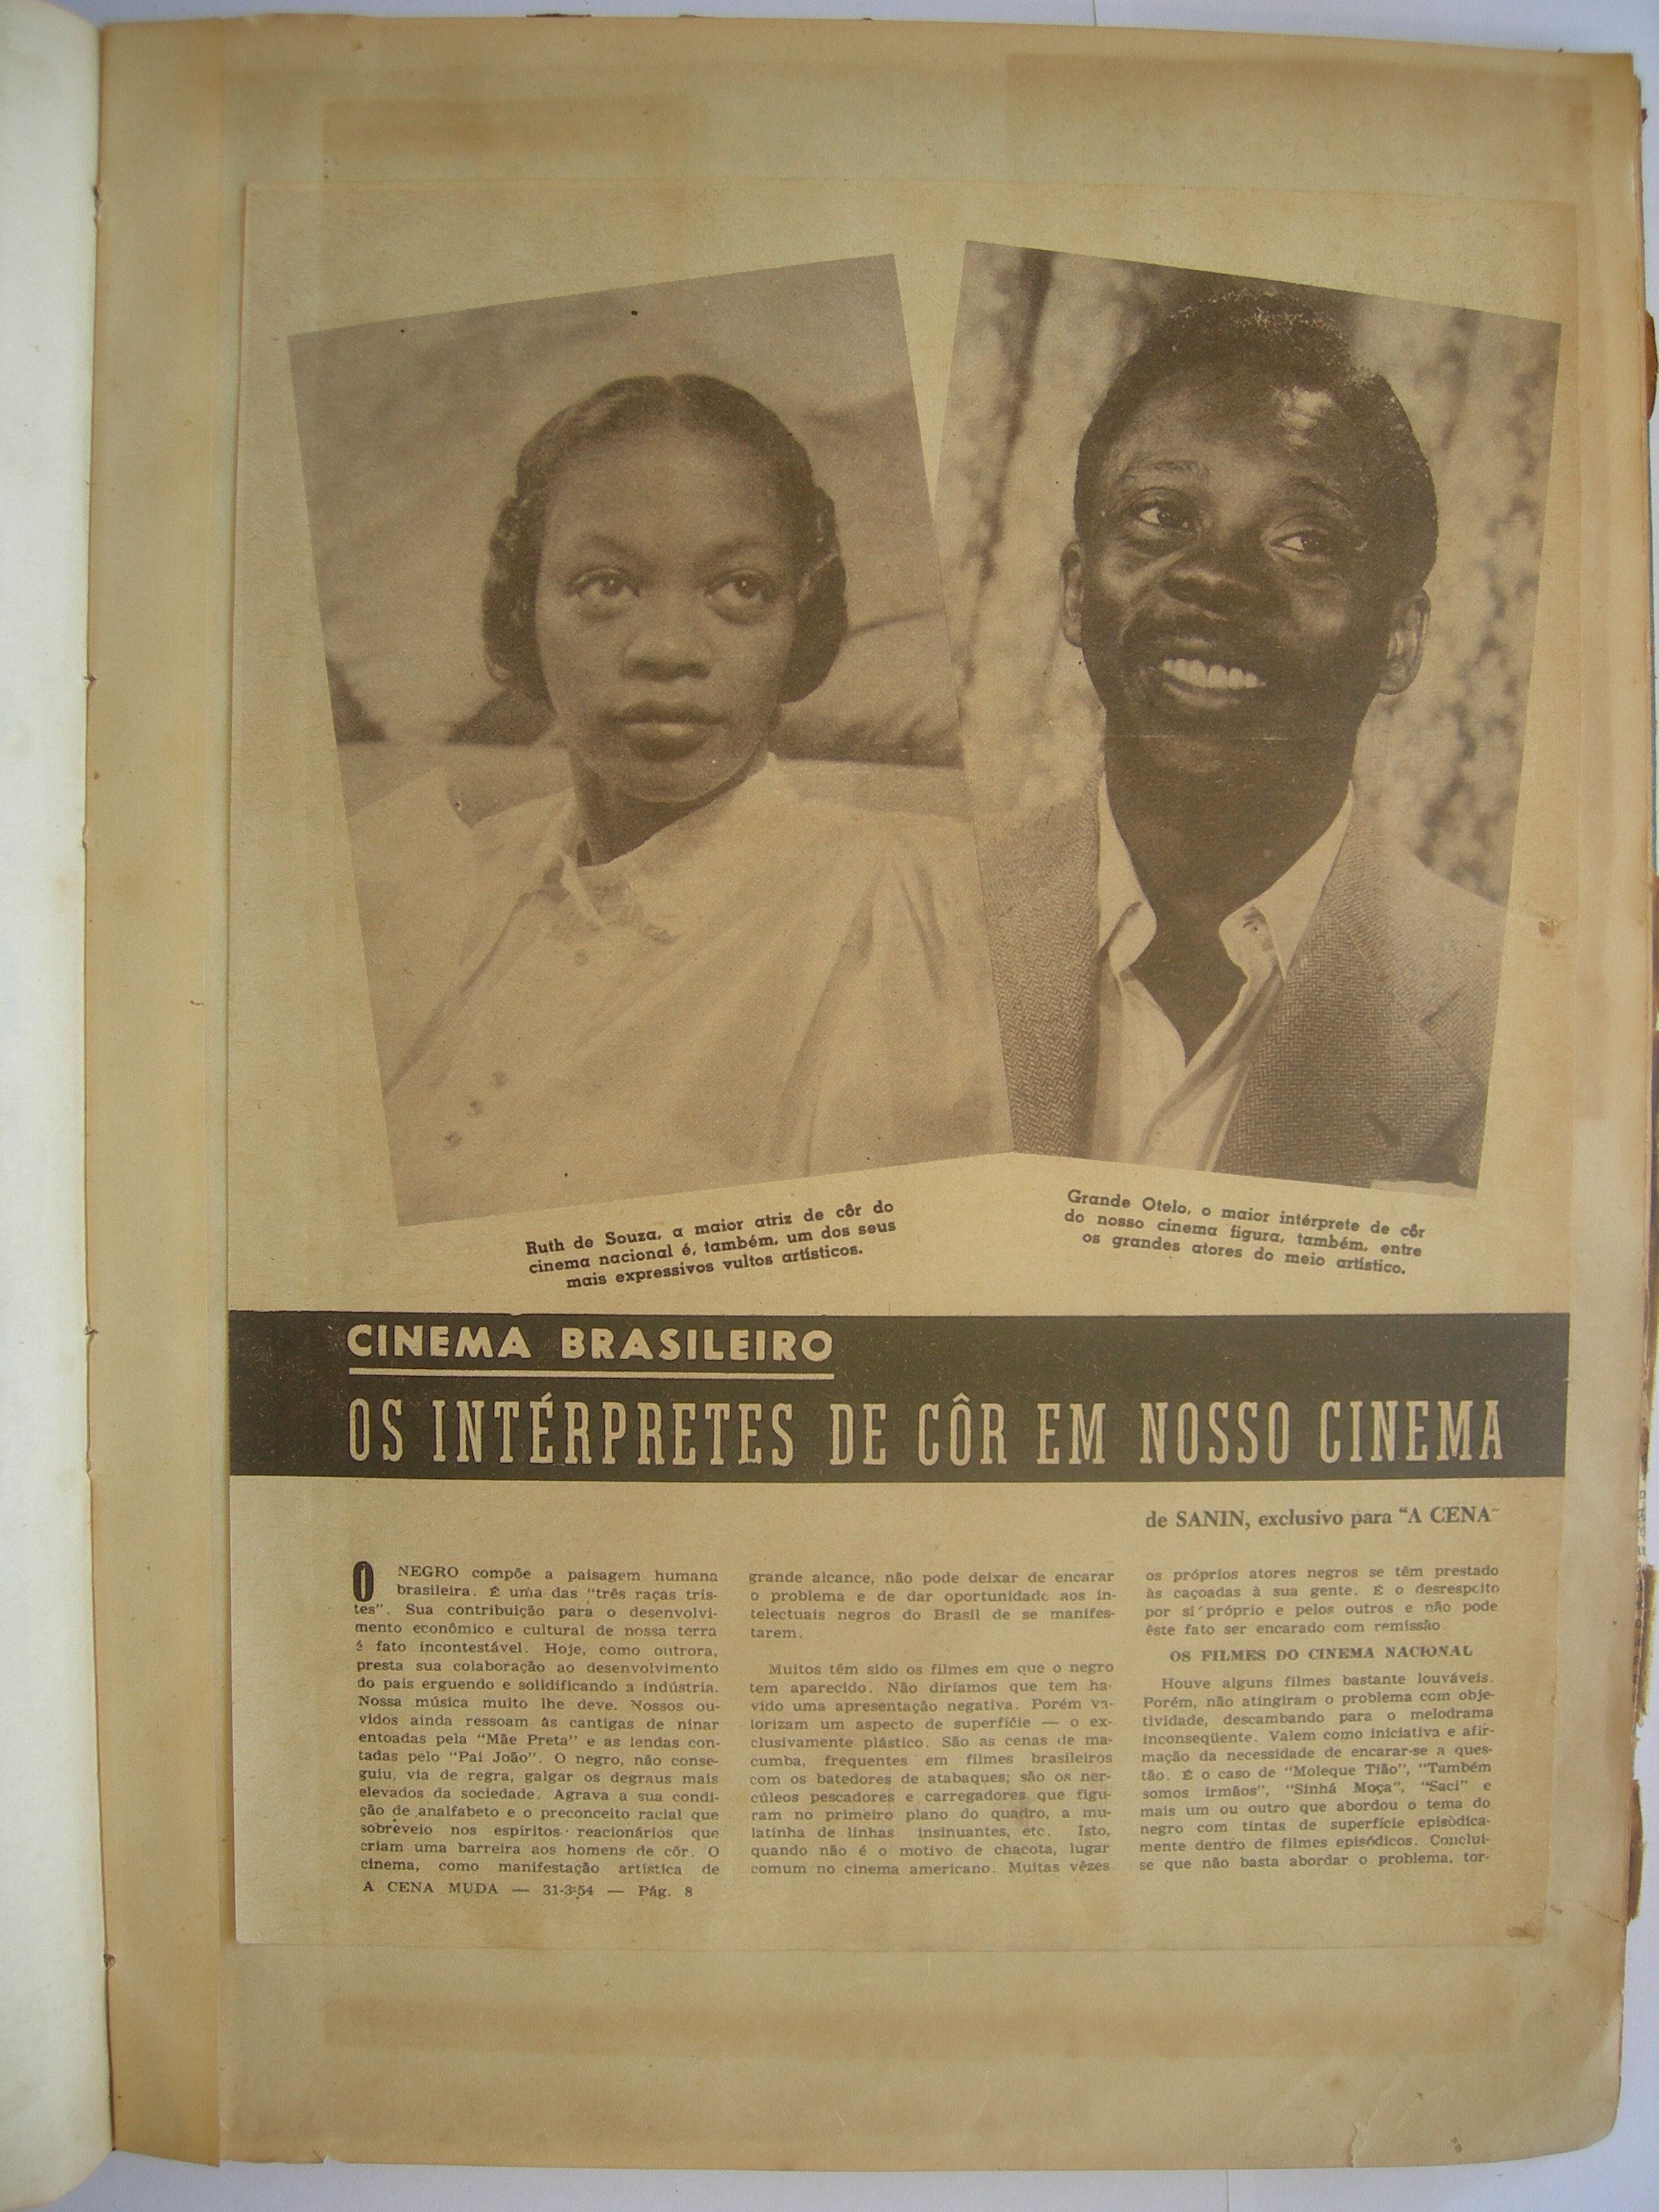 Ruth de Souza, a maior atriz de côr do
cinema nacional é, também, um dos seus
mais expressivos vultos artísticos.
Grande Otelo, o maior intérprete de côr
do nosso cinema figura, também, entre
os grandes atores do meio artístico.
CINEMA BRASILEIRO
OS INTÉRPRETES DE CÔR EM NOSSO CINEMA
de SANIN, exclusivo para "A CENA"
O NEGRO compõe a paisagem humana
brasileira. É uma das "três raças tris-
tes". Sua contribuição para o desenvolvi-
mento econômico e cultural de nossa terra
é fato incontestável. Hoje, como outrora,
presta sua colaboração ao desenvolvimento
do país erguendo e solidificando a indústria.
Nossa música muito lhe deve. Nossos ou-
vidos ainda ressoam às cantigas de ninar
entoadas pela "Mãe Preta" e as lendas con-
tadas pelo "Pai João". O negro, não conse-
guiu, via de regra, galgar os degraus mais
elevados da sociedade. Agrava a sua condi-
ção de analfabeto e o preconceito racial que
sobreveio nos espíritos reacionários que
criam uma barreira aos homens de côr. O
cinema, como manifestação artística de
A CENA MUDA — 31-3-54 — Pág. 8
grande alcance, não pode deixar de encarar
o problema e de dar oportunidade aos in-
telectuais negros do Brasil de se manifes-
tarem.
Muitos têm sido os filmes em que o negro
tem aparecido. Não diríamos que tem ha-
vido uma apresentação negativa. Porém va-
lorizam um aspecto de superfície — o ex-
clusivamente plástico. São as cenas de ma-
cumba, frequentes em filmes brasileiros
com os batedores de atabaques; são os her-
cúleos pescadores e carregadores que figu-
ram no primeiro plano do quadro, a mu-
latinha de linhas insinuantes, etc. Isto,
quando não é o motivo de chacota, lugar
comum no cinema americano. Muitas vêzes
os próprios atores negros se têm prestado
às caçoadas à sua gente. É o desrespeito
por si próprio e pelos outros e não pode
êste fato ser encarado com remissão.
OS FILMES DO CINEMA NACIONAL
Houve alguns filmes bastante louváveis.
Porém, não atingiram o problema com obje-
tividade, descambando para o melodrama
inconseqüente. Valem como iniciativa e afir-
mação da necessidade de encarar-se a ques-
tão. É o caso de "Moleque Tião", "Também
somos irmãos", "Sinhá Moça", "Saci" e
mais um ou outro que abordou o tema do
negro com tintas de superfície episòdica-
mente dentro de filmes episódicos. Conclui-
se que não basta abordar o problema, tor-